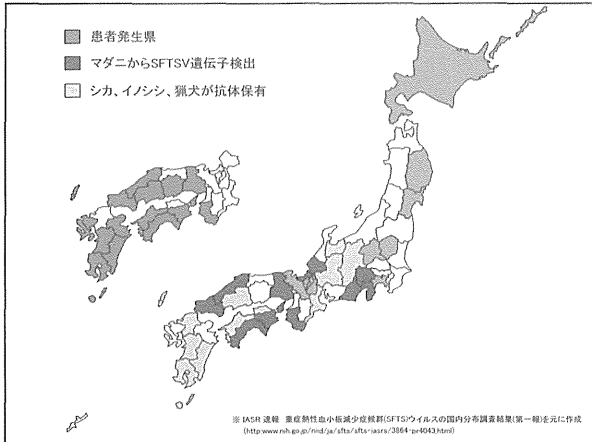 患者発生県
マダニからSFTSV遺伝子検出
シカ、イノシシ、猟犬が抗体保有
※ IASR 速報　重症熱性血小板減少症候群(SFTS)ウイルスの国内分布調査結果(第一報)を元に作成
(http:www.nih.go.jp/niid/ja/sfts/sfts-iasrs/3864-pr4043.html)